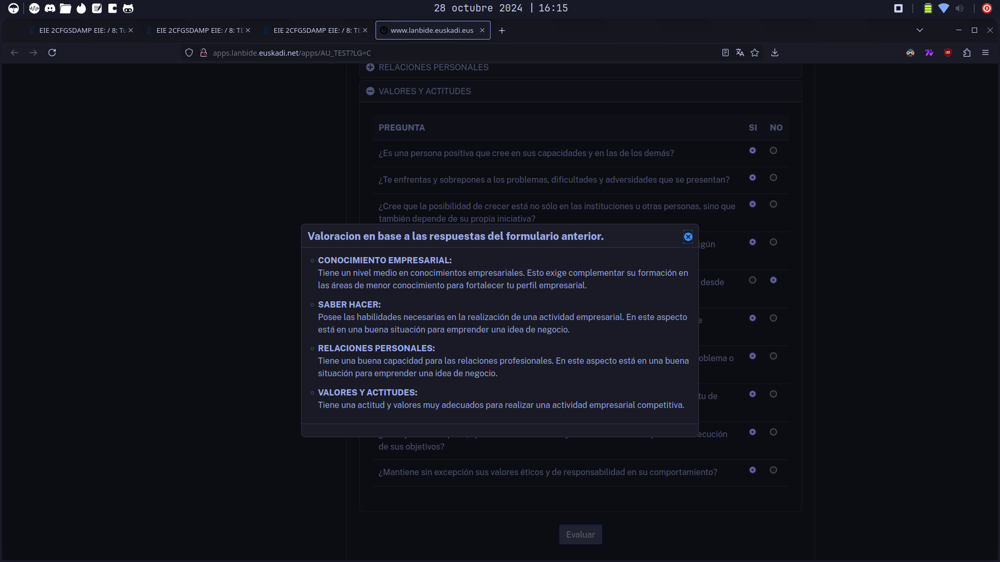 28 octubre 2024 | 16:15
EIE 2CFGSDAMP EIE: / 8: Tu
EIE 2CFGSDAMP EIE: / 8: TE
EIE 2CFGSDAMP EIE: / 8: TE
www.lanbide.euskadi.eus
apps.lanbide.euskadi.net/apps/AU_TEST?LG=C
RELACIONES PERSONALES
VALORES Y ACTITUDES
PREGUNTA SI NO
¿Es una persona positiva que cree en sus capacidades y en las de los demás?
¿Te enfrentas y sobrepones a los problemas, dificultades y adversidades que se presentan?
¿Cree que la posibilidad de crecer está no sólo en las instituciones u otras personas, sino que
también depende de su propia iniciativa?
Valoracion en base a las respuestas del formulario anterior.
CONOCIMIENTO EMPRESARIAL:
Tiene un nivel medio en conocimientos empresariales. Esto exige complementar su formación en
las áreas de menor conocimiento para fortalecer tu perfil empresarial.
SABER HACER:
Posee las habilidades necesarias en la realización de una actividad empresarial. En este aspecto
está en una buena situación para emprender una idea de negocio.
RELACIONES PERSONALES:
Tiene una buena capacidad para las relaciones profesionales. En este aspecto está en una buena
situación para emprender una idea de negocio.
VALORES Y ACTITUDES:
Tiene una actitud y valores muy adecuados para realizar una actividad empresarial competitiva.
desde
tu de
de sus objetivos?
¿Mantiene sin excepción sus valores éticos y de responsabilidad en su comportamiento?
Evaluar